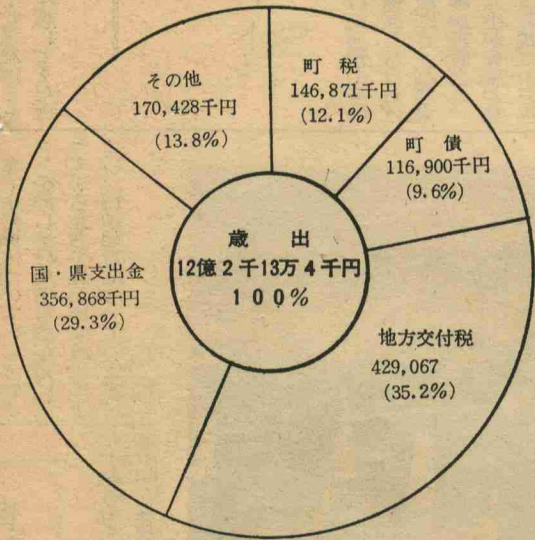 町税
146,871千円
(12.1%)
町債
116,900千円
(9.6%)
地方交付税
429,067
(35.2%)
国・県支出金
356,868千円
(29.3%)
その他
170,428千円
(13.8%)
歳出
12億2千13万4千円
100%